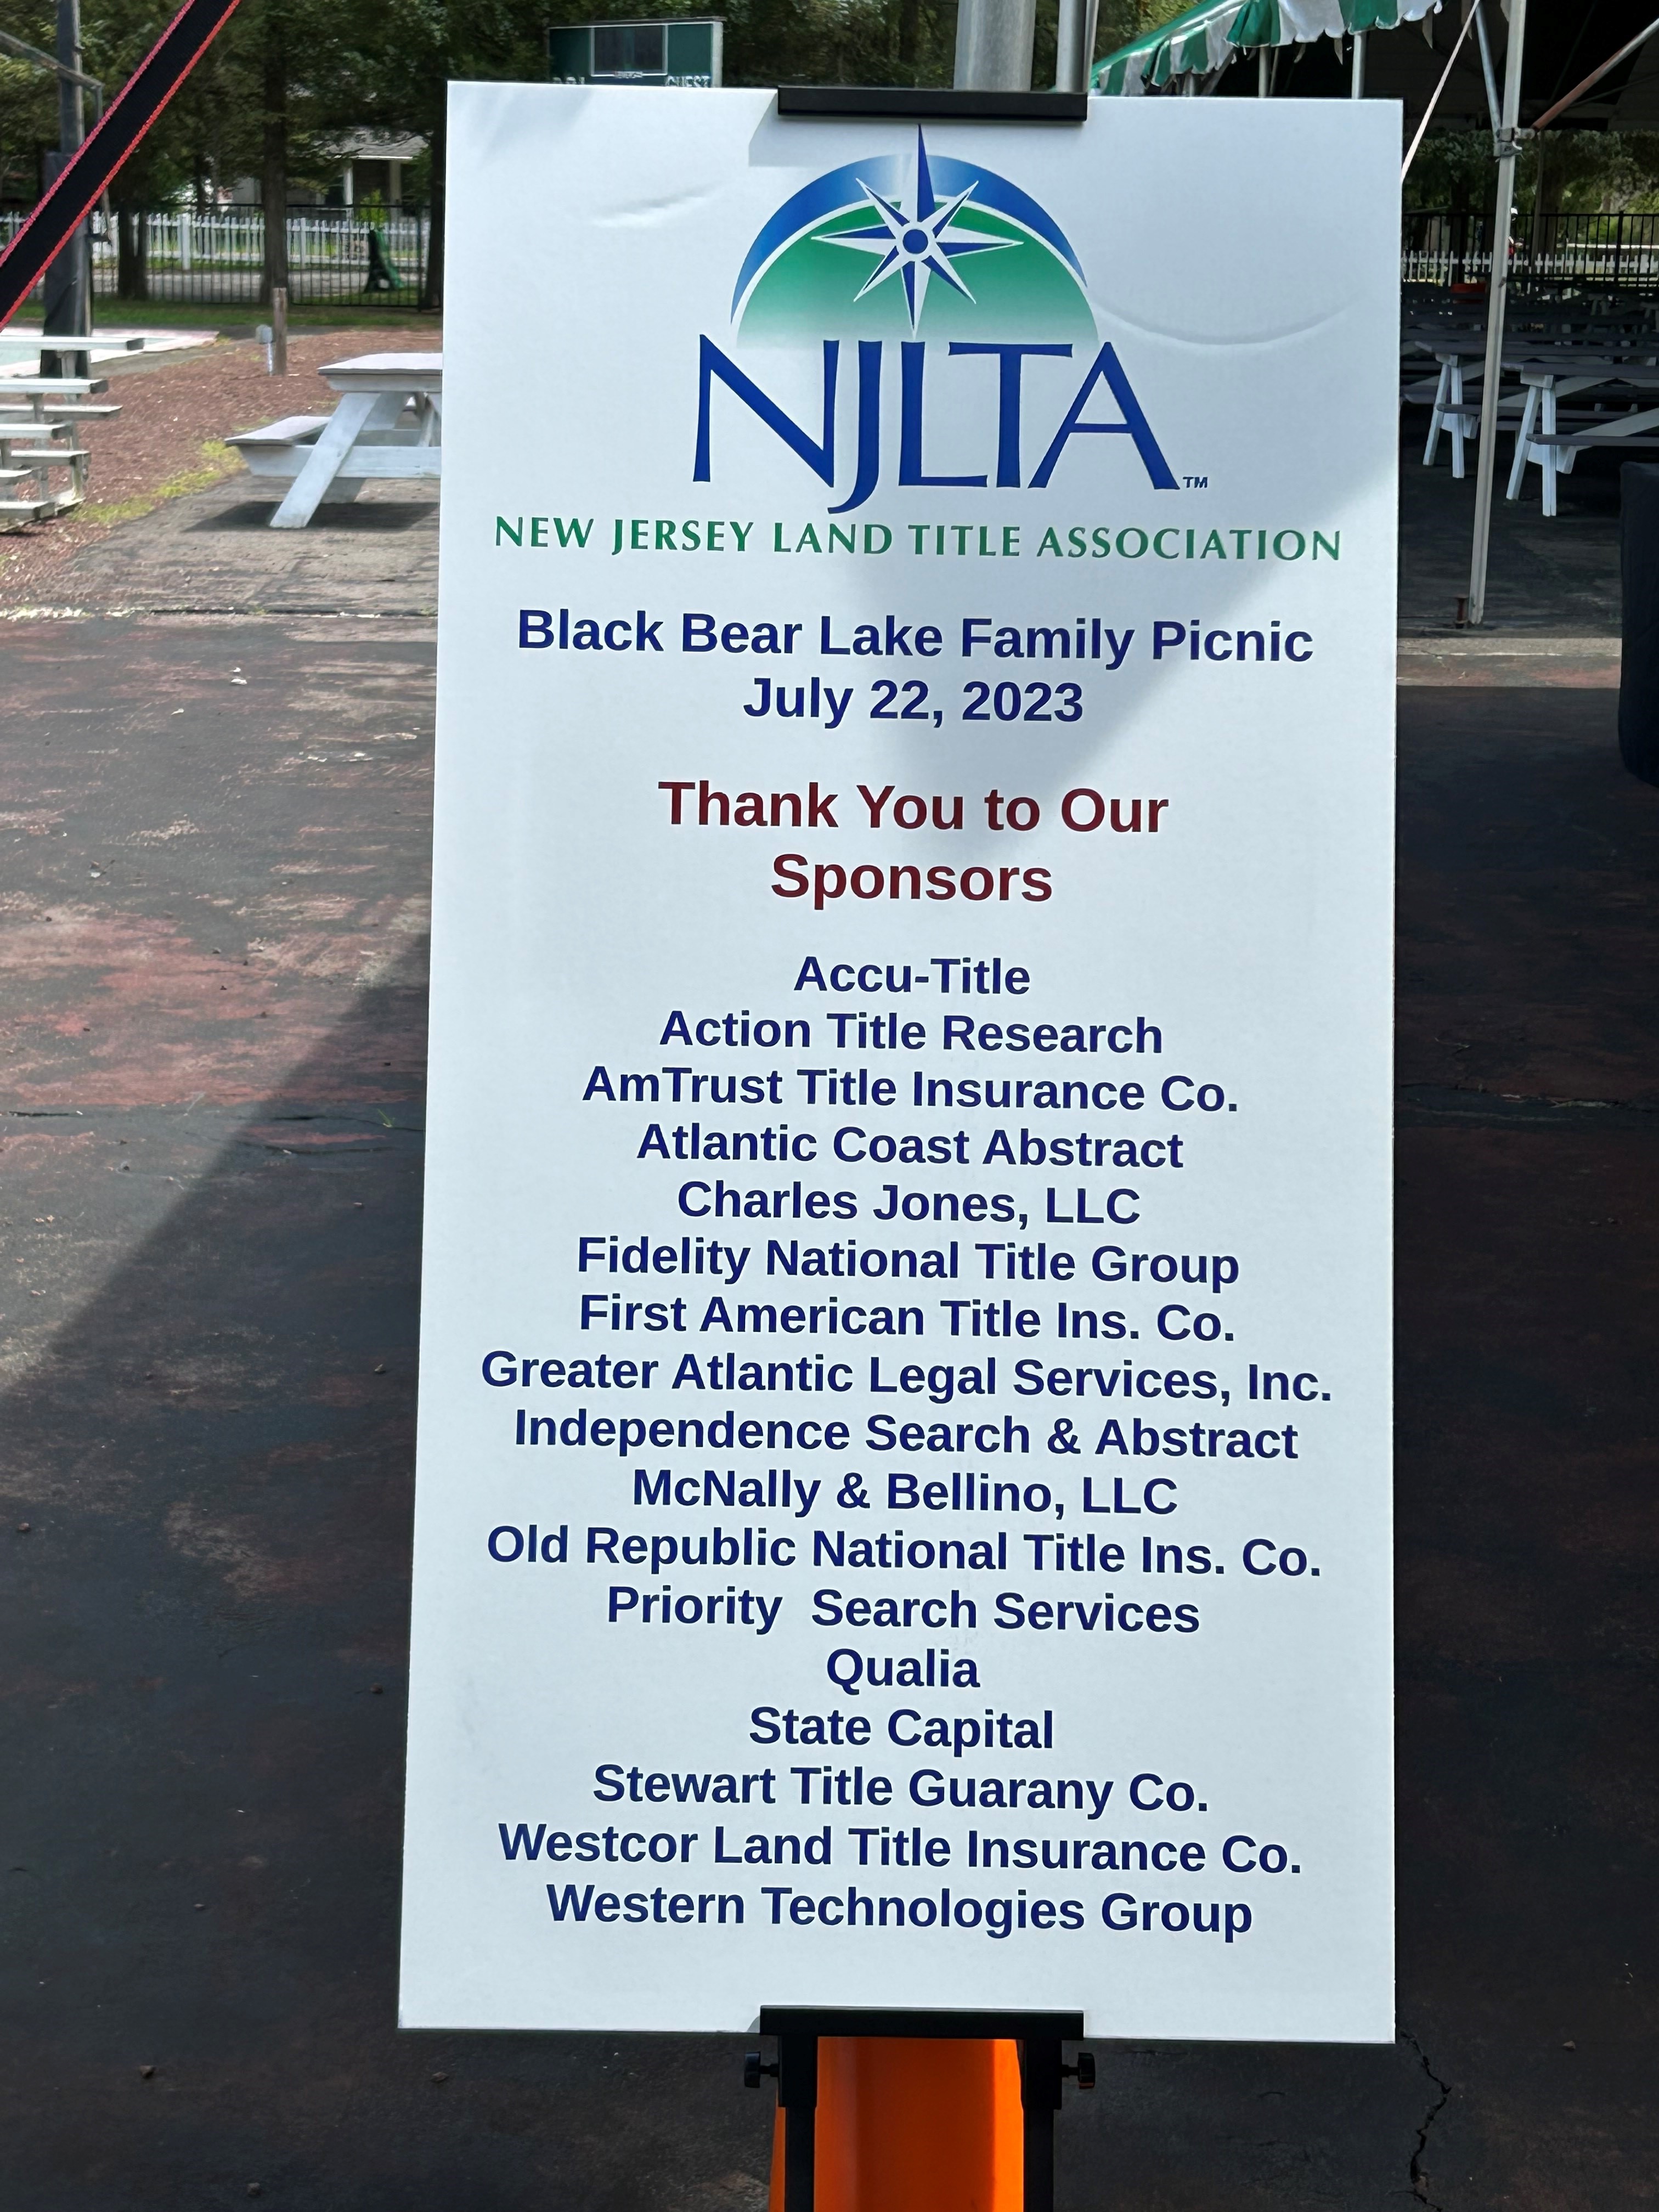 GUEST
NJLTA™
NEW JERSEY LAND TITLE ASSOCIATION
Black Bear Lake Family Picnic
July 22, 2023
Thank You to Our
Sponsors
Accu-Title
Action Title Research
AmTrust Title Insurance Co.
Atlantic Coast Abstract
Charles Jones, LLC
Fidelity National Title Group
First American Title Ins. Co.
Greater Atlantic Legal Services, Inc.
Independence Search & Abstract
McNally & Bellino, LLC
Old Republic National Title Ins. Co.
Priority  Search Services
Qualia
State Capital
Stewart Title Guarany Co.
Westcor Land Title Insurance Co.
Western Technologies Group